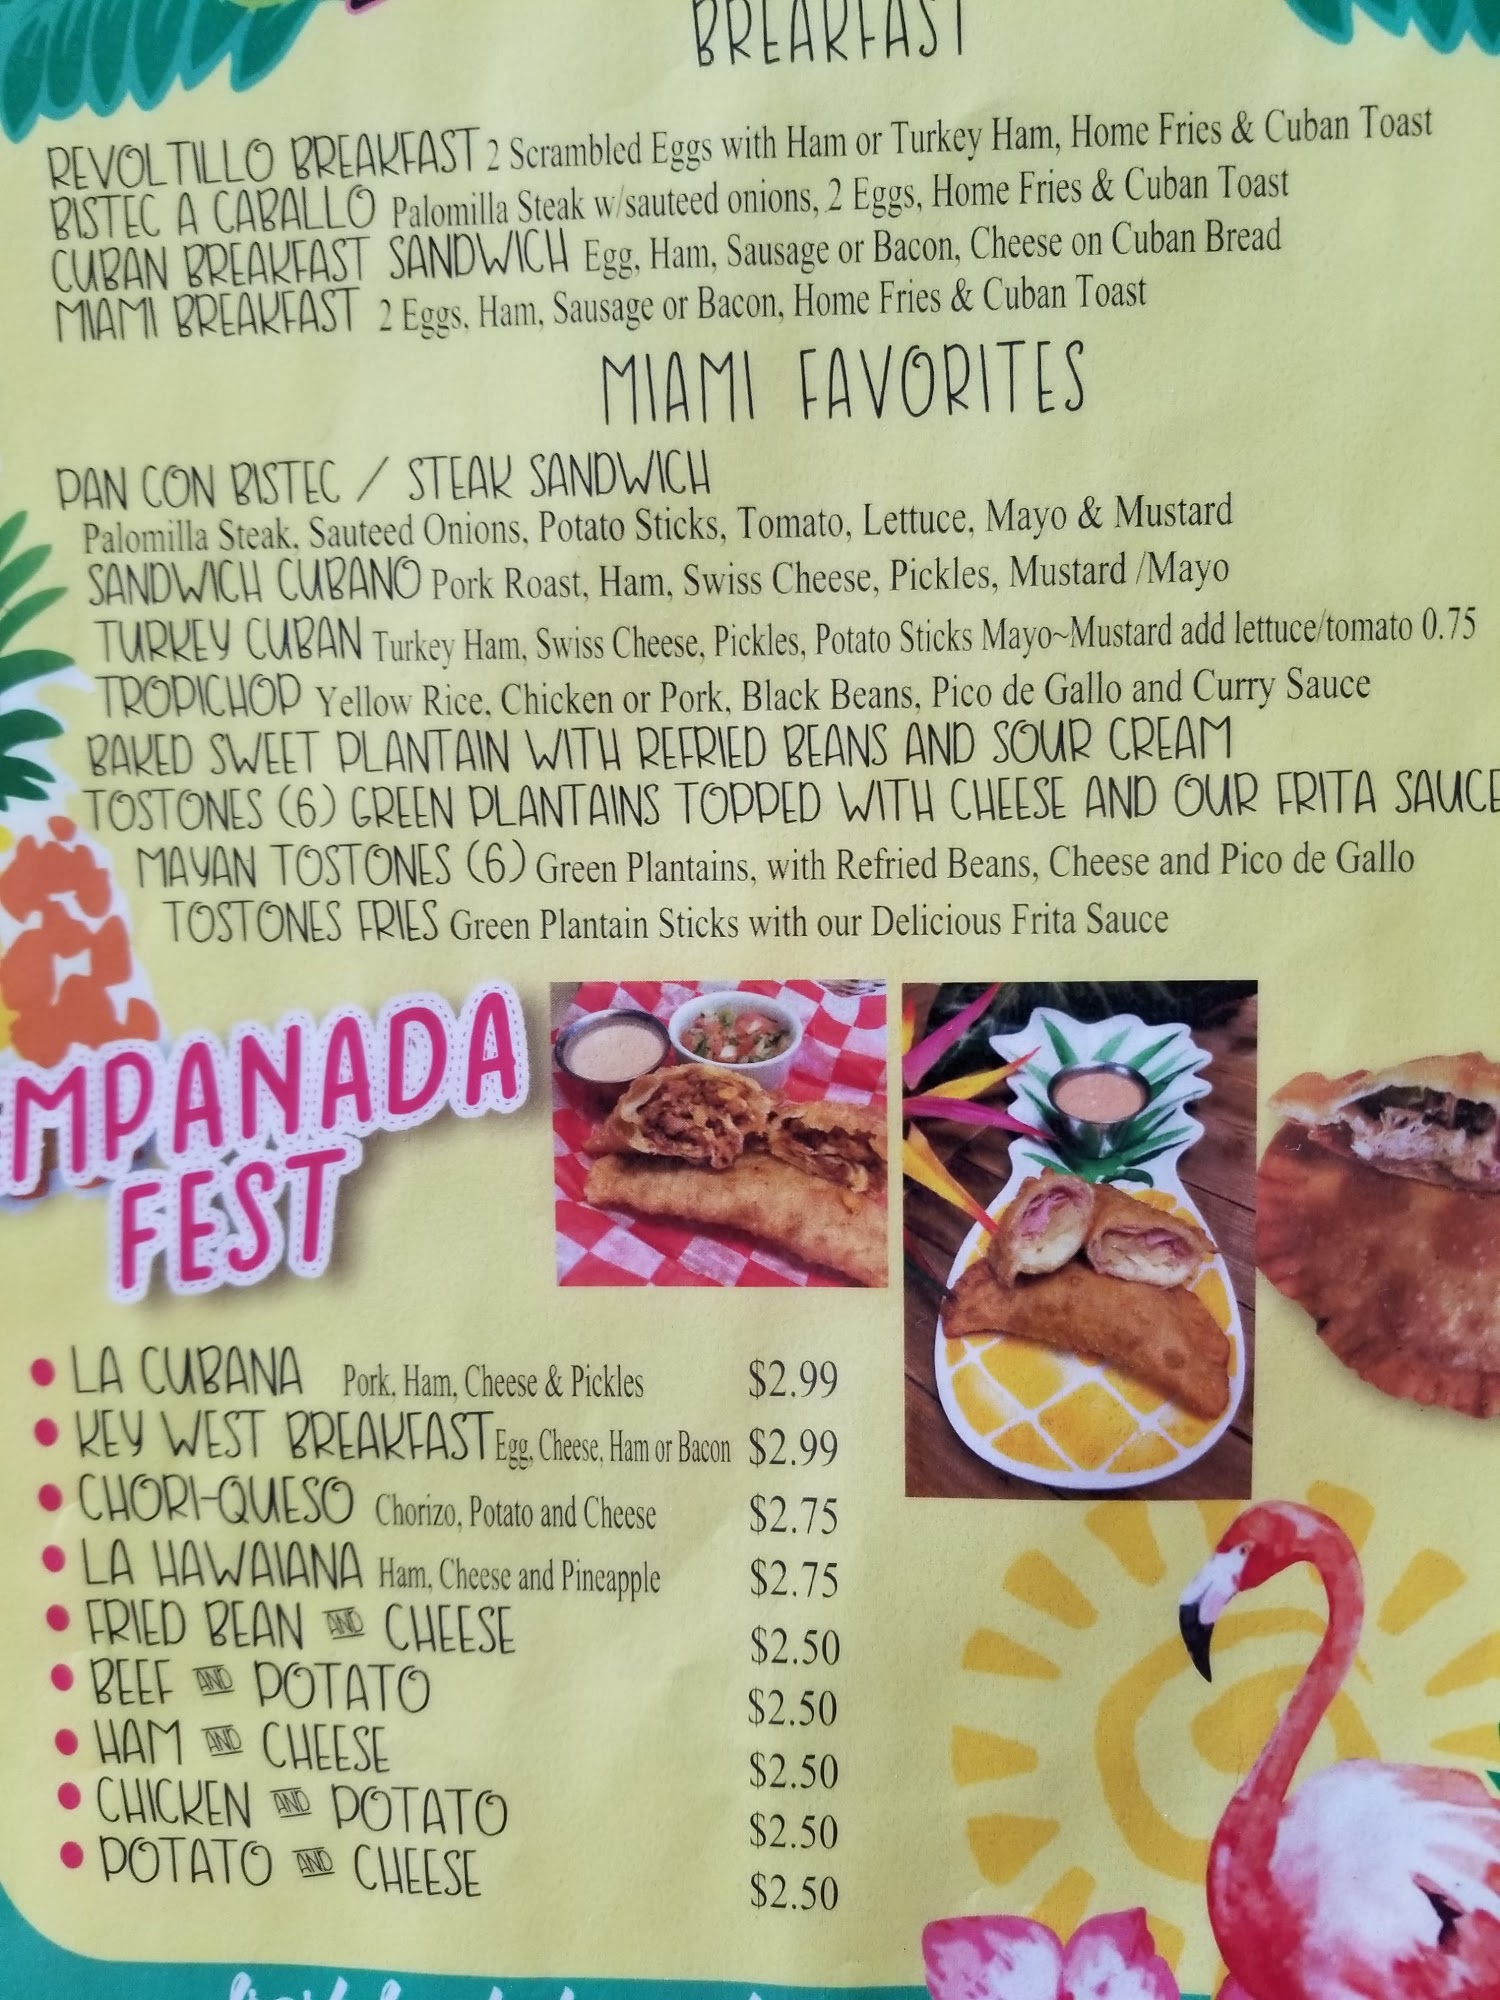 BREAKFAST
REVOLTILLO BREAKFAST 2 Scrambled Eggs with Ham or Turkey Ham, Home Fries & Cuban Toast
BISTEC A CABALLO Palomilla Steak w/sauteed onions, 2 Eggs, Home Fries & Cuban Toast
CUBAN BREAKFAST SANDWICH Egg, Ham, Sausage or Bacon, Cheese on Cuban Bread
MIAMI BREAKFAST 2 Eggs, Ham, Sausage or Bacon, Home Fries & Cuban Toast
MIAMI FAVORITES
PAN CON BISTEC / STEAK SANDWICH
Palomilla Steak, Sauteed Onions, Potato Sticks, Tomato, Lettuce, Mayo & Mustard
SANDWICH CUBANO Pork Roast, Ham, Swiss Cheese, Pickles, Mustard /Mayo
TURKEY CUBAN Turkey Ham, Swiss Cheese, Pickles, Potato Sticks Mayo~Mustard add lettuce/tomato 0.75
TROPICHOP Yellow Rice, Chicken or Pork, Black Beans, Pico de Gallo and Curry Sauce
BAKED SWEET PLANTAIN WITH REFRIED BEANS AND SOUR CREAM
TOSTONES (6) GREEN PLANTAINS TOPPED WITH CHEESE AND OUR FRITA SAUCE
MAYAN TOSTONES (6) Green Plantains, with Refried Beans, Cheese and Pico de Gallo
TOSTONES FRIES Green Plantain Sticks with our Delicious Frita Sauce
MPANADA
FEST
• LA CUBANA Pork, Ham, Cheese & Pickles $2.99
• KEY WEST BREAKFAST Egg, Cheese, Ham or Bacon $2.99
• CHORI-QUESO Chorizo, Potato and Cheese $2.75
• LA HAWAIANA Ham, Cheese and Pineapple $2.75
• FRIED BEAN AND CHEESE $2.50
• BEEF AND POTATO $2.50
• HAM AND CHEESE $2.50
• CHICKEN AND POTATO $2.50
• POTATO AND CHEESE $2.50